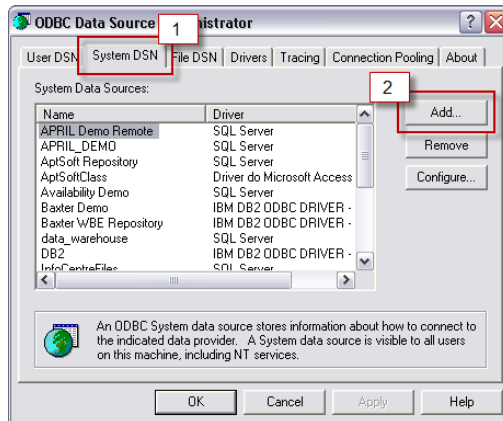 ODBC Data Source nistrator
1
User DSN System DSN File DSN Drivers Tracing Connection Pooling About
System Data Sources:
2
Name Driver
APRIL Demo Remote SQL Server
APRIL_DEMO SQL Server
AptSoft Repository SQL Server
AptSoftClass Driver do Microsoft Access
Availability Demo SQL Server
Baxter Demo IBM DB2 ODBC DRIVER -
Baxter WBE Repository IBM DB2 ODBC DRIVER -
data_warehouse SQL Server
DB2 IBM DB2 ODBC DRIVER -
InfoCentreFiles SQL Server
Add...
Remove
Configure...
An ODBC System data source stores information about how to connect to
the indicated data provider. A System data source is visible to all users
on this machine, including NT services.
OK Cancel Apply Help